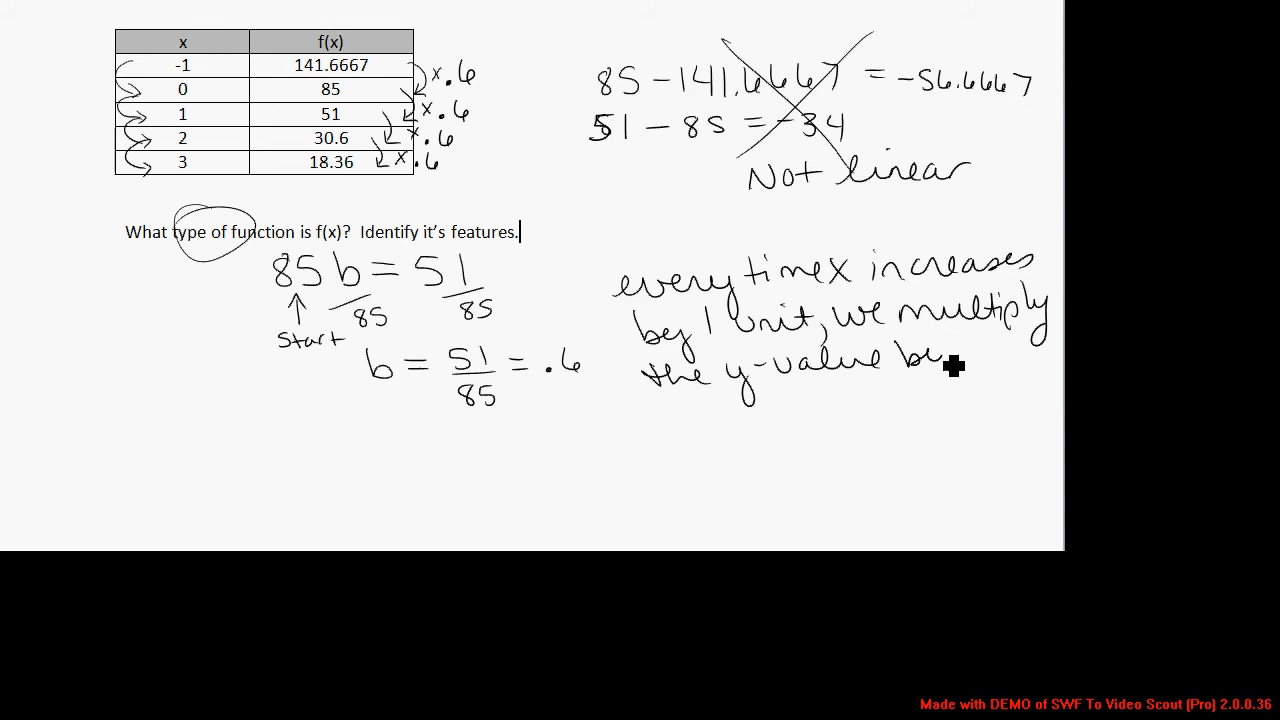 x f(x)
-1 141.6667
0 85
1 51
2 30.6
3 18.36
x .6
x .6
x .6
x .6
85 - 141.6667 = -56.6667
51 - 85 = -34
Not linear
What type of function is f(x)? Identify it's features.
85b = 51
85 85
Start
b = 51 = .6
85
every time x increases
by 1 unit, we multiply
the y-value by
Made with DEMO of SWF To Video Scout (Pro) 2.0.0.36